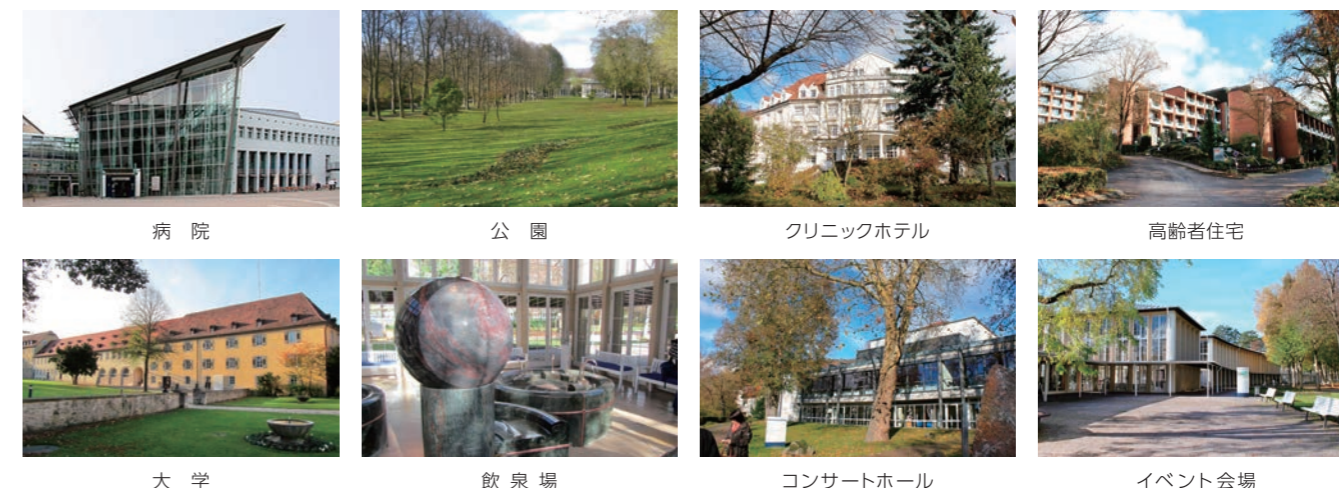 病 院
公 園
クリニックホテル
高齢者住宅
大 学
飲 泉 場
コンサートホール
イベント会場